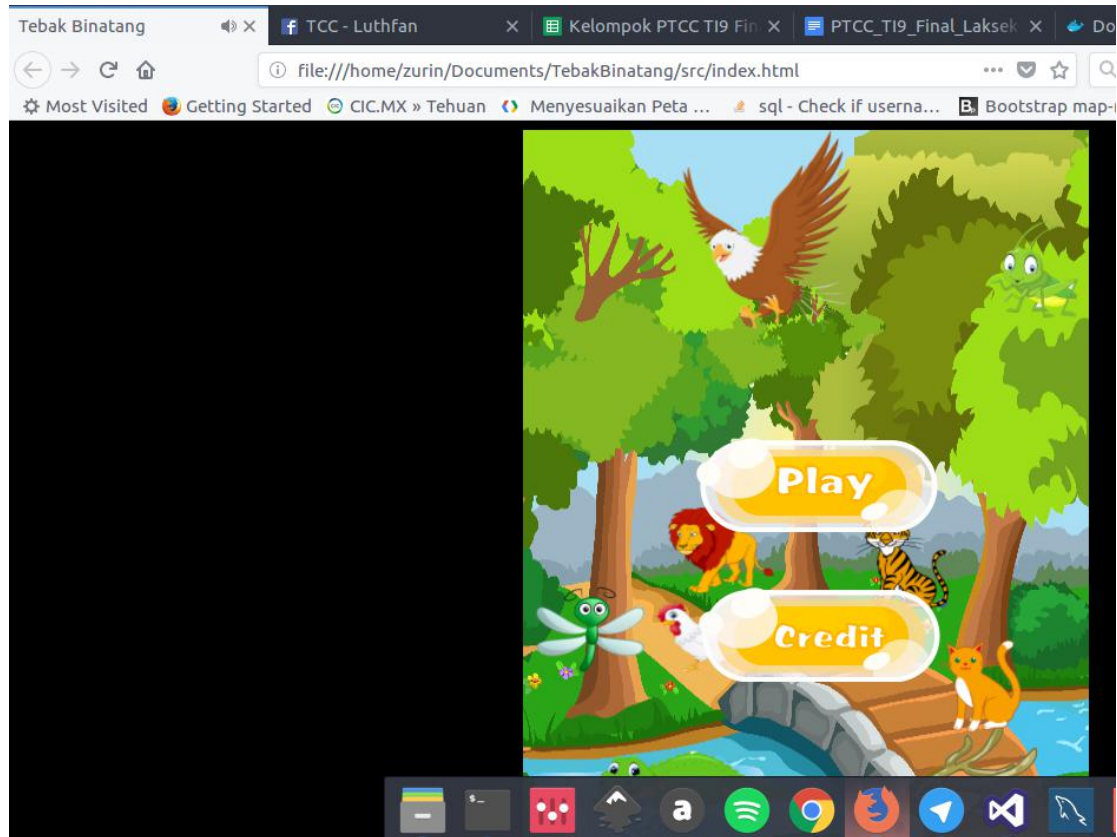 Tebak Binatang
TCC - Luthfan
Kelompok PTCC TI9 Fin
PTCC_TI9_Final_Laksek
Do
file:///home/zurin/Documents/TebakBinatang/src/index.html
Most Visited Getting Started CIC.MX » Tehuan Menyesuaikan Peta ... sql - Check if userna... Bootstrap map-
Play
Credit
a